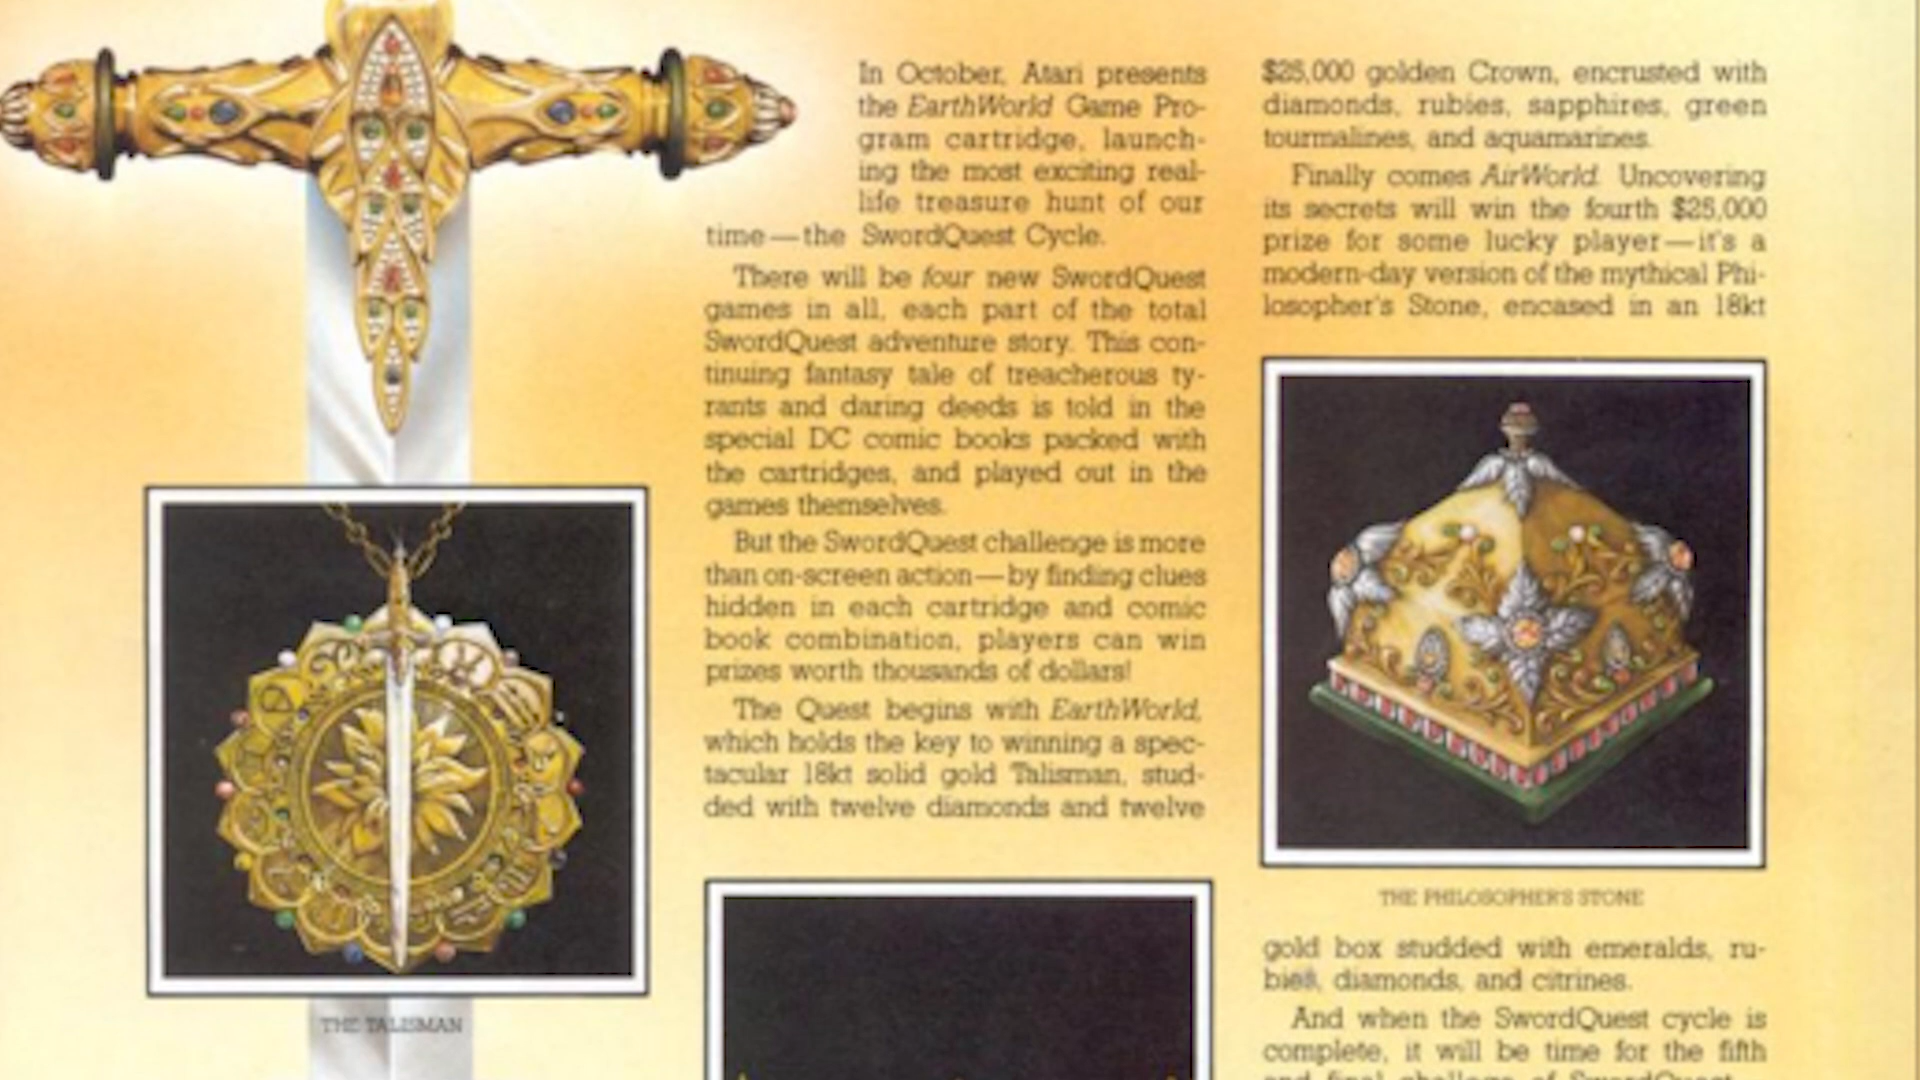 In October, Atari presents
the EarthWorld Game Pro-
gram cartridge, launch-
ing the most exciting real-
life treasure hunt of our
time—the SwordQuest Cycle.
There will be four new SwordQuest
games in all, each part of the total
SwordQuest adventure story. This con-
tinuing fantasy tale of treacherous ty-
rants and daring deeds is told in the
special DC comic books packed with
the cartridges, and played out in the
games themselves.
But the SwordQuest challenge is more
than on-screen action—by finding clues
hidden in each cartridge and comic
book combination, players can win
prizes worth thousands of dollars!
The Quest begins with EarthWorld,
which holds the key to winning a spec-
tacular 18kt solid gold Talisman, stud-
ded with twelve diamonds and twelve
THE TALISMAN
$25,000 golden Crown, encrusted with
diamonds, rubies, sapphires, green
tourmalines, and aquamarines.
Finally comes AirWorld. Uncovering
its secrets will win the fourth $25,000
prize for some lucky player—it's a
modern-day version of the mythical Phi-
losopher's Stone, encased in an 18kt
THE PHILOSOPHER'S STONE
gold box studded with emeralds, ru-
bies, diamonds, and citrines.
And when the SwordQuest cycle is
complete, it will be time for the fifth
and final challenge of SwordQuest